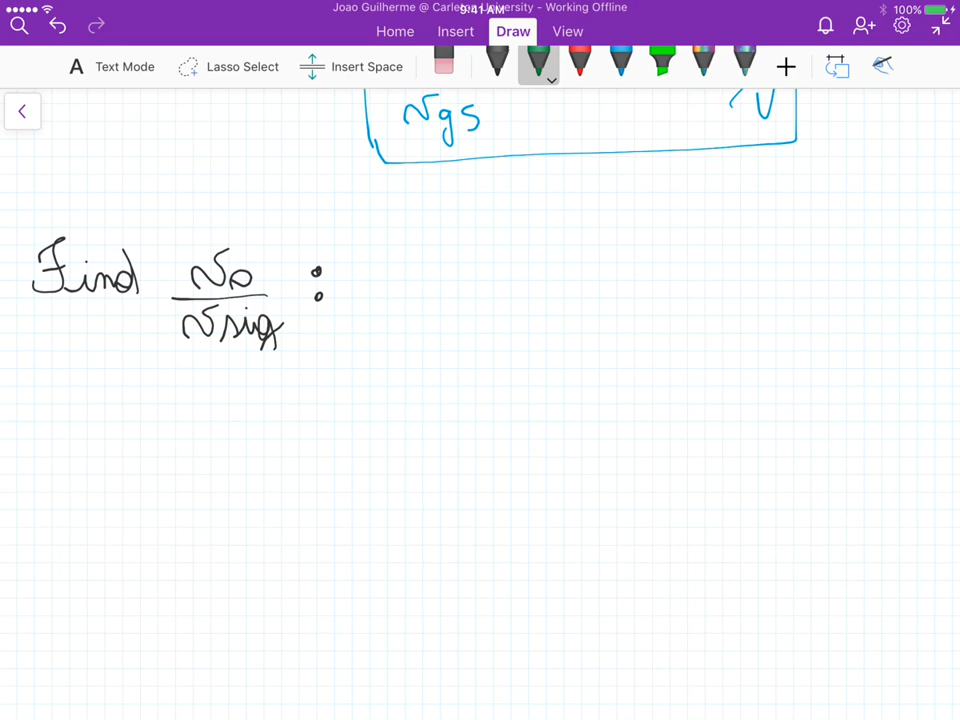 Joao Guilherme @ Carleton University - Working Offline
9:41 AM
100%
Home Insert Draw View
A Text Mode Lasso Select Insert Space
vgs V
Find vo :
vsig